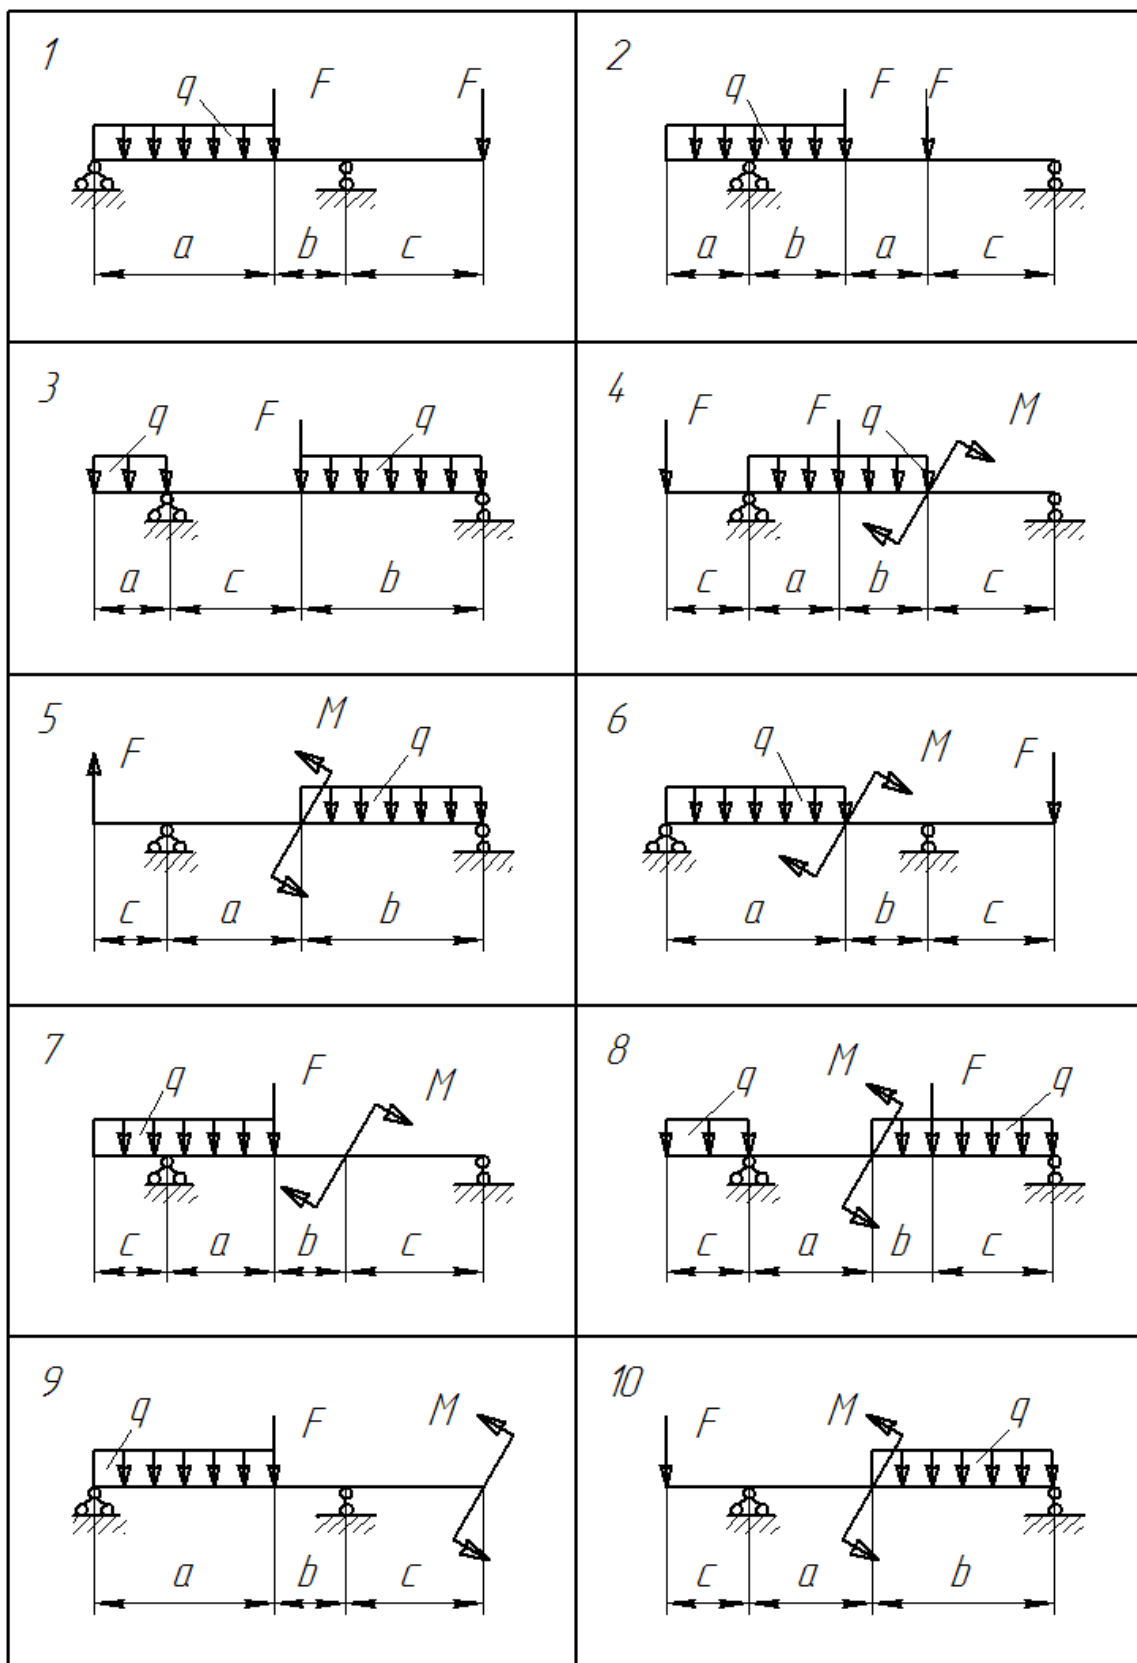 1
q F F
a b c
2
q F F
a b a c
3
q F q
a c b
4
F F q M
c a b c
5
F M q
c a b
6
q M F
a b c
7
q F M
c a b c
8
q M F q
c a b c
9
q F M
a b c
10
F M q
c a b